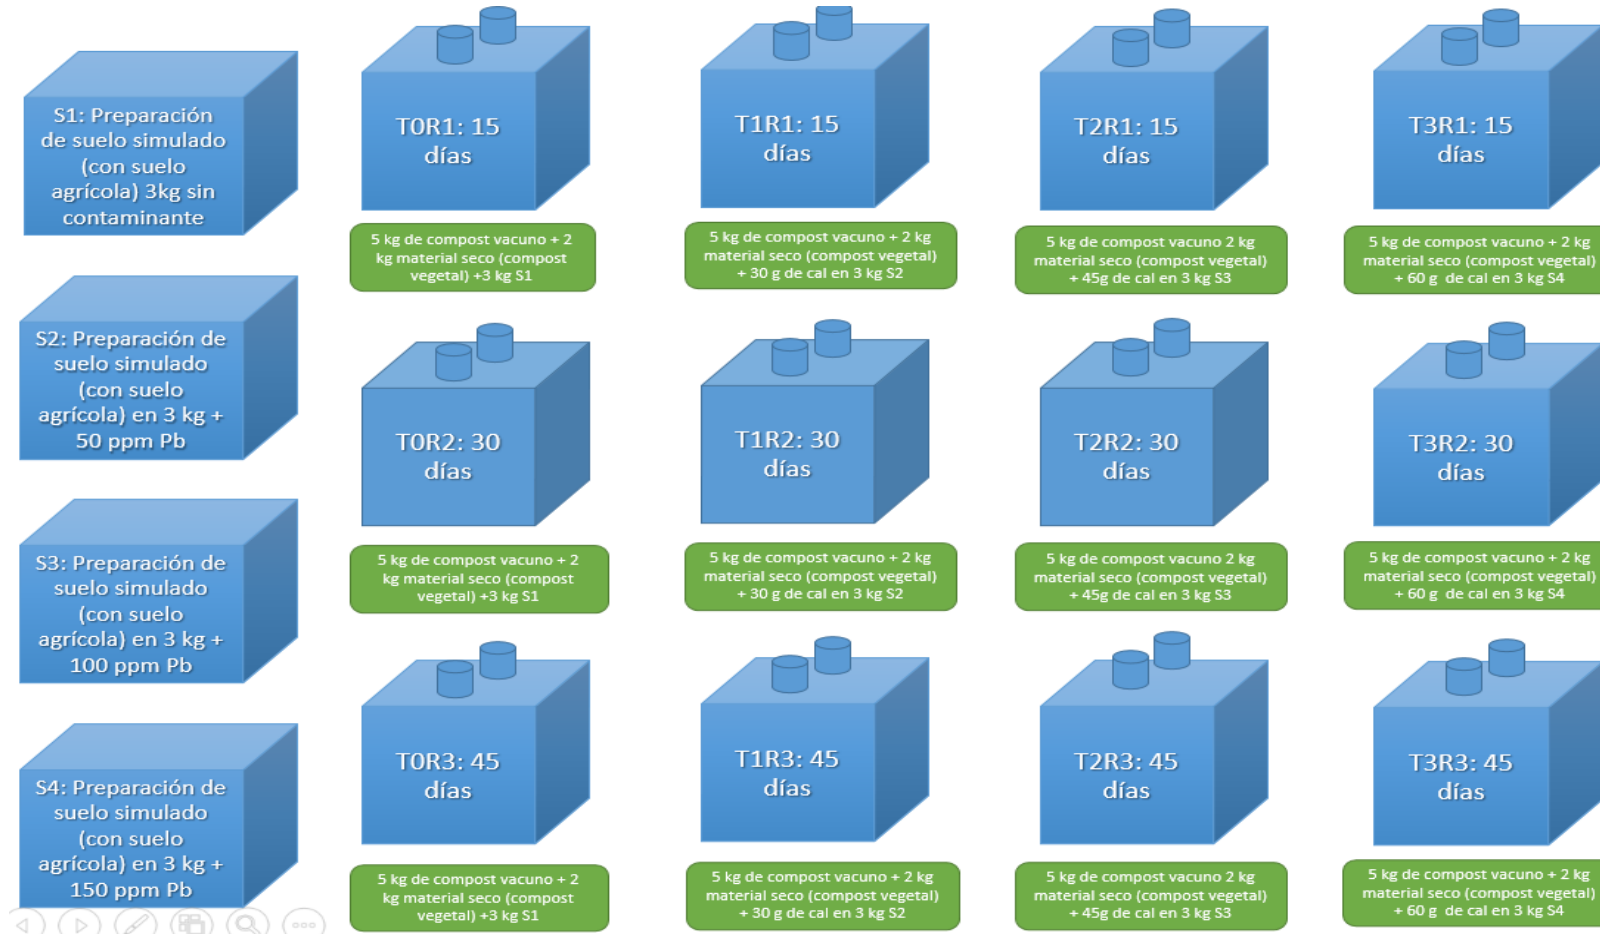 S1: Preparación
de suelo simulado
(con suelo
agrícola) 3kg sin
contaminante
S2: Preparación de
suelo simulado
(con suelo
agrícola) en 3 kg +
50 ppm Pb
S3: Preparación de
suelo simulado
(con suelo
agrícola) en 3 kg +
100 ppm Pb
S4: Preparación de
suelo simulado
(con suelo
agrícola) en 3 kg +
150 ppm Pb
T0R1: 15
días
5 kg de compost vacuno + 2
kg material seco (compost
vegetal) +3 kg S1
T1R1: 15
días
5 kg de compost vacuno + 2 kg
material seco (compost vegetal)
+ 30 g de cal en 3 kg S2
T2R1: 15
días
5 kg de compost vacuno 2 kg
material seco (compost vegetal)
+ 45g de cal en 3 kg S3
T3R1: 15
días
5 kg de compost vacuno + 2 kg
material seco (compost vegetal)
+ 60 g de cal en 3 kg S4
T0R2: 30
días
5 kg de compost vacuno + 2
kg material seco (compost
vegetal) +3 kg S1
T1R2: 30
días
5 kg de compost vacuno + 2 kg
material seco (compost vegetal)
+ 30 g de cal en 3 kg S2
T2R2: 30
días
5 kg de compost vacuno 2 kg
material seco (compost vegetal)
+ 45g de cal en 3 kg S3
T3R2: 30
días
5 kg de compost vacuno + 2 kg
material seco (compost vegetal)
+ 60 g de cal en 3 kg S4
T0R3: 45
días
5 kg de compost vacuno + 2
kg material seco (compost
vegetal) +3 kg S1
T1R3: 45
días
5 kg de compost vacuno + 2 kg
material seco (compost vegetal)
+ 30 g de cal en 3 kg S2
T2R3: 45
días
5 kg de compost vacuno 2 kg
material seco (compost vegetal)
+ 45g de cal en 3 kg S3
T3R3: 45
días
5 kg de compost vacuno + 2 kg
material seco (compost vegetal)
+ 60 g de cal en 3 kg S4